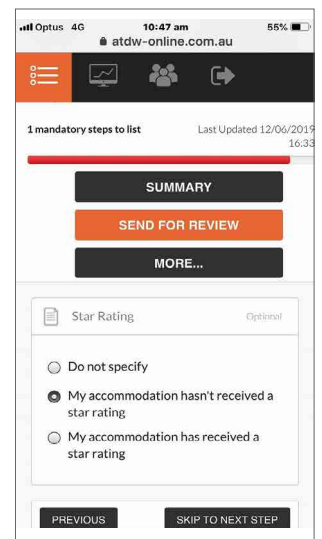 Optus 4G 10:47 am 55%
atdw-online.com.au
1 mandatory steps to list Last Updated 12/06/2019
16:33
SUMMARY
SEND FOR REVIEW
MORE...
Star Rating Optional
Do not specify
My accommodation hasn't received a
star rating
My accommodation has received a
star rating
PREVIOUS SKIP TO NEXT STEP